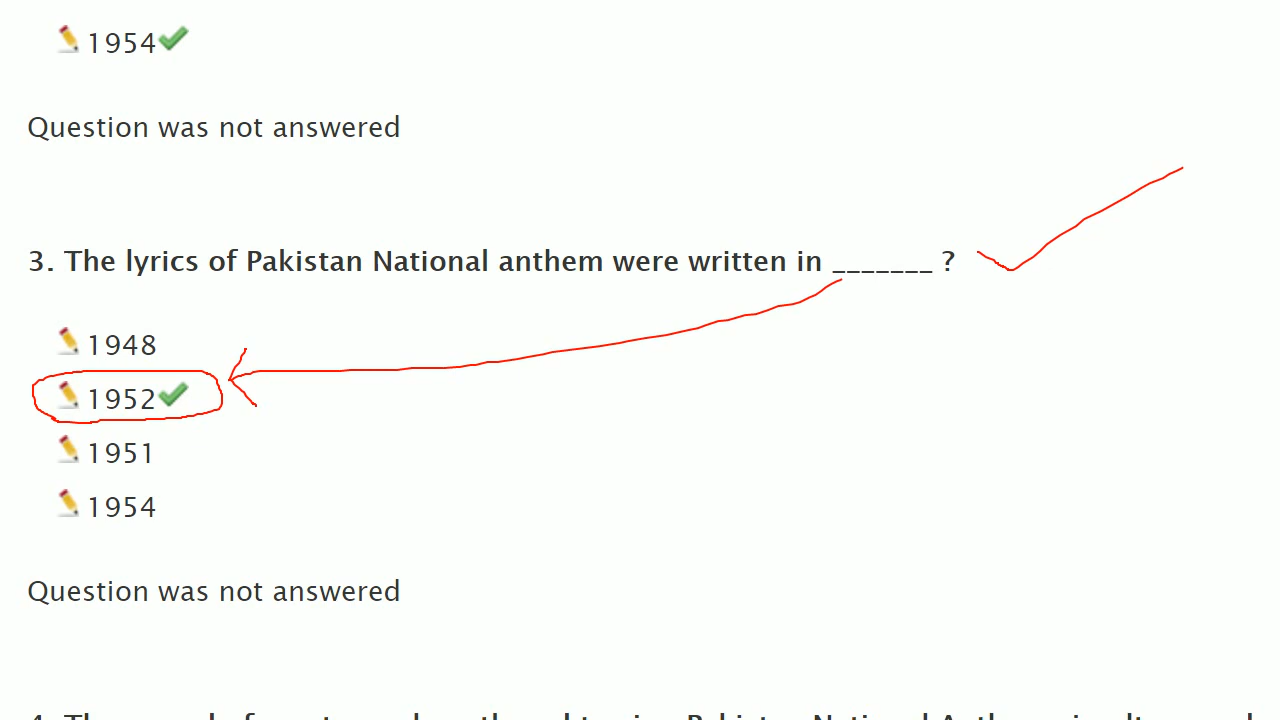 1954
Question was not answered
3. The lyrics of Pakistan National anthem were written in _______ ?
1948
1952
1951
1954
Question was not answered